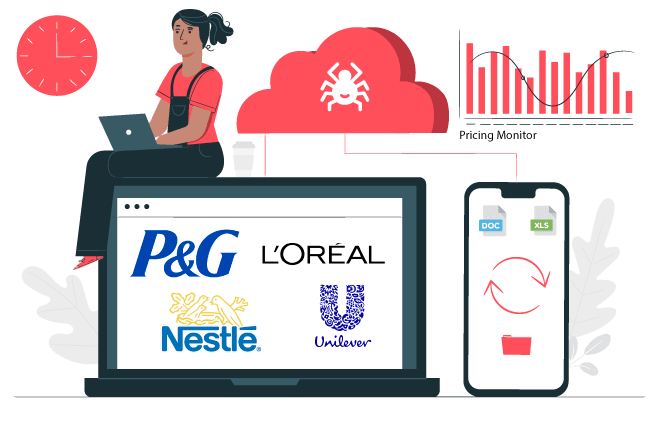 Pricing Monitor
DOC
XLS
P&G
L'ORÉAL
Nestlé®
Unilever